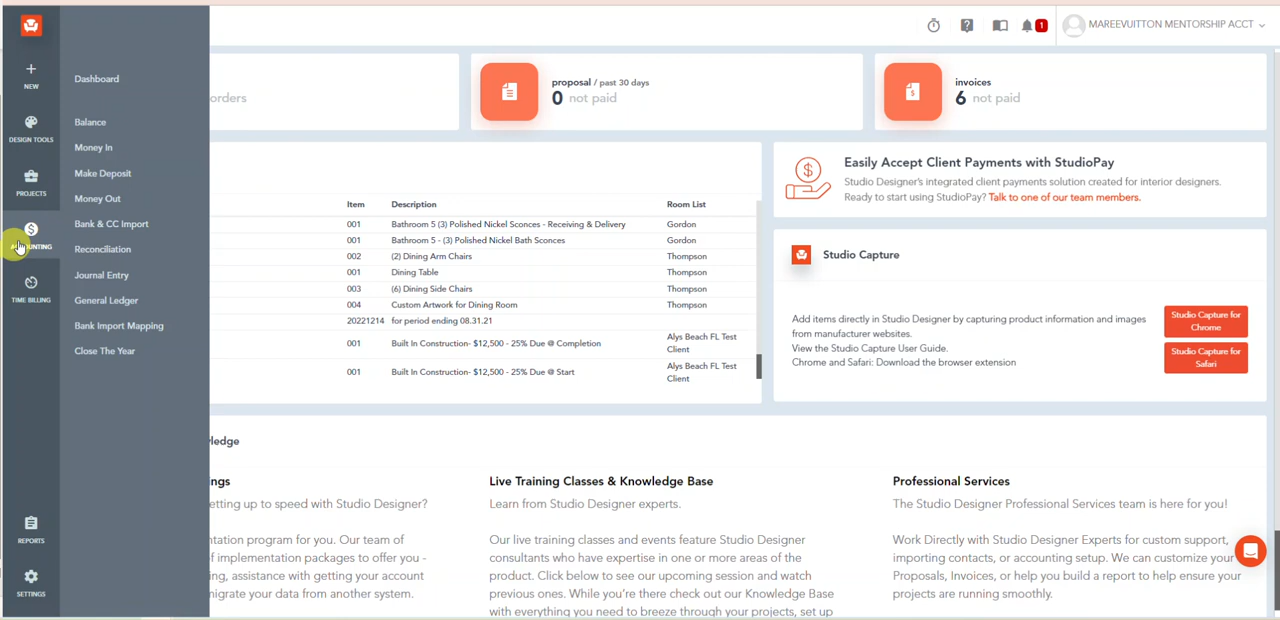 MAREEVUITTON MENTORSHIP ACCT
1
NEW
DESIGN TOOLS
PROJECTS
ACCOUNTING
TIME BILLING
REPORTS
SETTINGS
Dashboard
Balance
Money In
Make Deposit
Money Out
Bank & CC Import
Reconciliation
Journal Entry
General Ledger
Bank Import Mapping
Close The Year
orders
proposal / past 30 days
0 not paid
invoices
6 not paid
Item Description Room List
001 Bathroom 5 (3) Polished Nickel Sconces - Receiving & Delivery Gordon
001 Bathroom 5 - (3) Polished Nickel Bath Sconces Gordon
002 (2) Dining Arm Chairs Thompson
001 Dining Table Thompson
003 (6) Dining Side Chairs Thompson
004 Custom Artwork for Dining Room Thompson
20221214 for period ending 08.31.21
001 Built In Construction- $12,500 - 25% Due @ Completion Alys Beach FL Test
Client
001 Built In Construction- $12,500 - 25% Due @ Start Alys Beach FL Test
Client
Easily Accept Client Payments with StudioPay
Studio Designer's integrated client payments solution created for interior designers.
Ready to start using StudioPay? Talk to one of our team members.
Studio Capture
Add items directly in Studio Designer by capturing product information and images
from manufacturer websites.
View the Studio Capture User Guide.
Chrome and Safari: Download the browser extension
Studio Capture for
Chrome
Studio Capture for
Safari
ledge
ngs
etting up to speed with Studio Designer?
ntation program for you. Our team of
f implementation packages to offer you -
ng, assistance with getting your account
migrate your data from another system.
Live Training Classes & Knowledge Base
Learn from Studio Designer experts.
Our live training classes and events feature Studio Designer
consultants who have expertise in one or more areas of the
product. Click below to see our upcoming session and watch
previous ones. While you're there check out our Knowledge Base
with everything you need to breeze through your projects, set up
Professional Services
The Studio Designer Professional Services team is here for you!
Work Directly with Studio Designer Experts for custom support,
importing contacts, or accounting setup. We can customize your
Proposals, Invoices, or help you build a report to help ensure your
projects are running smoothly.